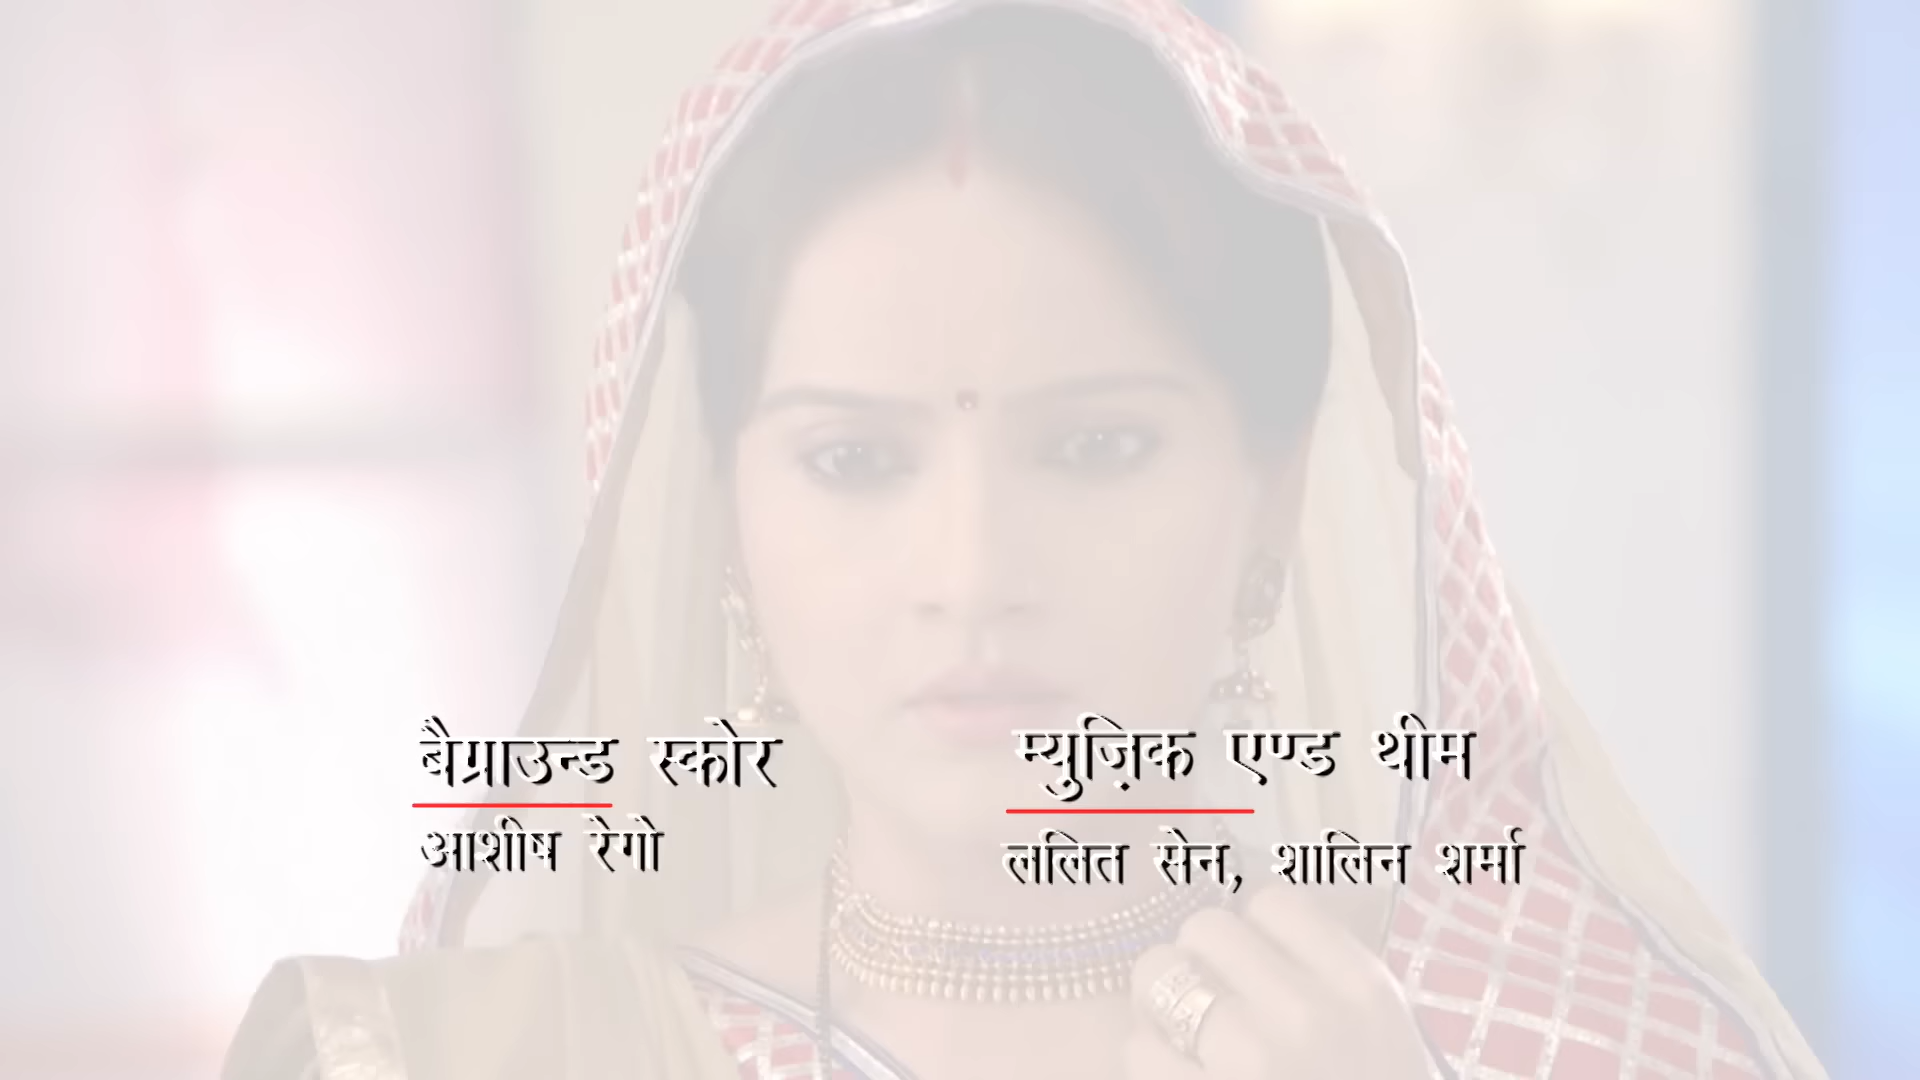 बैग्राउन्ड स्कोर
आशीष रेगो
म्युज़िक एण्ड थीम
ललित सेन, शालिन शर्मा